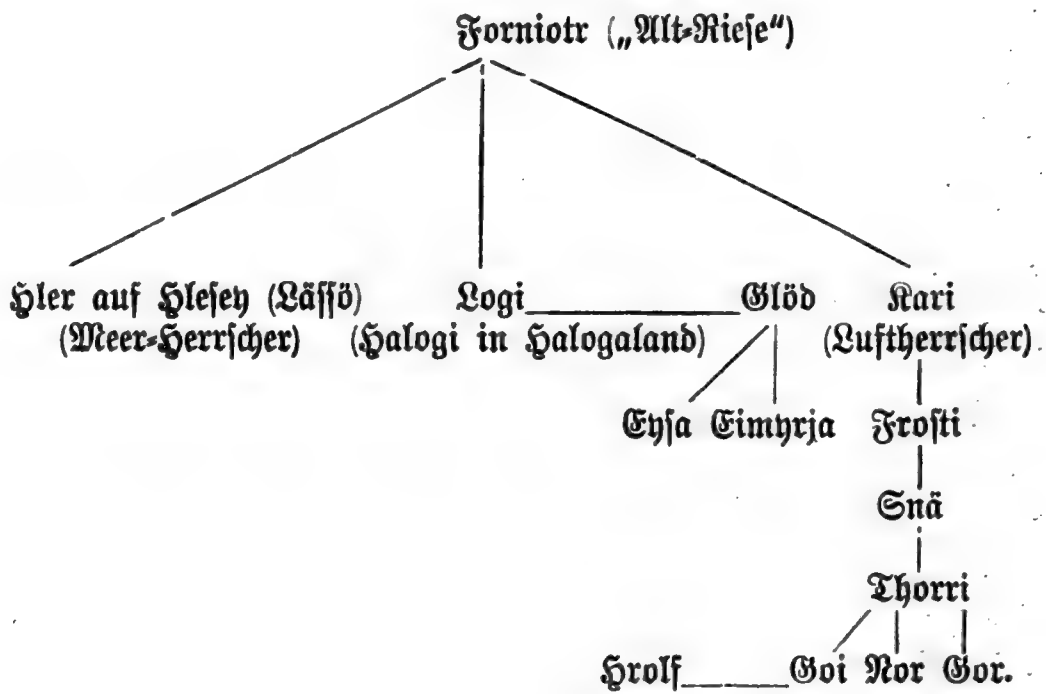 Forniotr („Alt-Riese“)
Hler auf Hlesey (Lässö) Logi Glöd Kari
(Meer-Herrscher) (Halogi in Halogaland) (Luftherrscher)
Eysa Eimyrja Frosti
Snä
Thorri
Hrolf Goi Nor Gor.